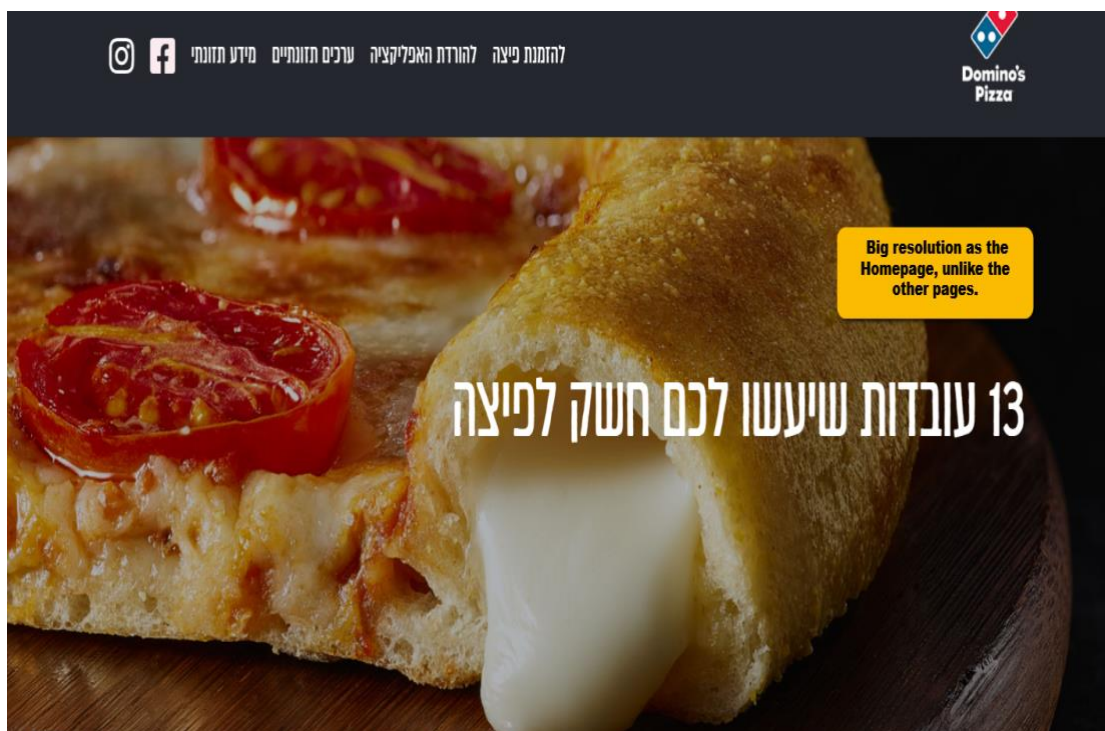 Domino's
Pizza
להזמנת פיצה להורדת האפליקציה ערכים תזונתיים מידע תזונתי
Big resolution as the
Homepage, unlike the
other pages.
13 עובדות שיעשו לכם חשק לפיצה